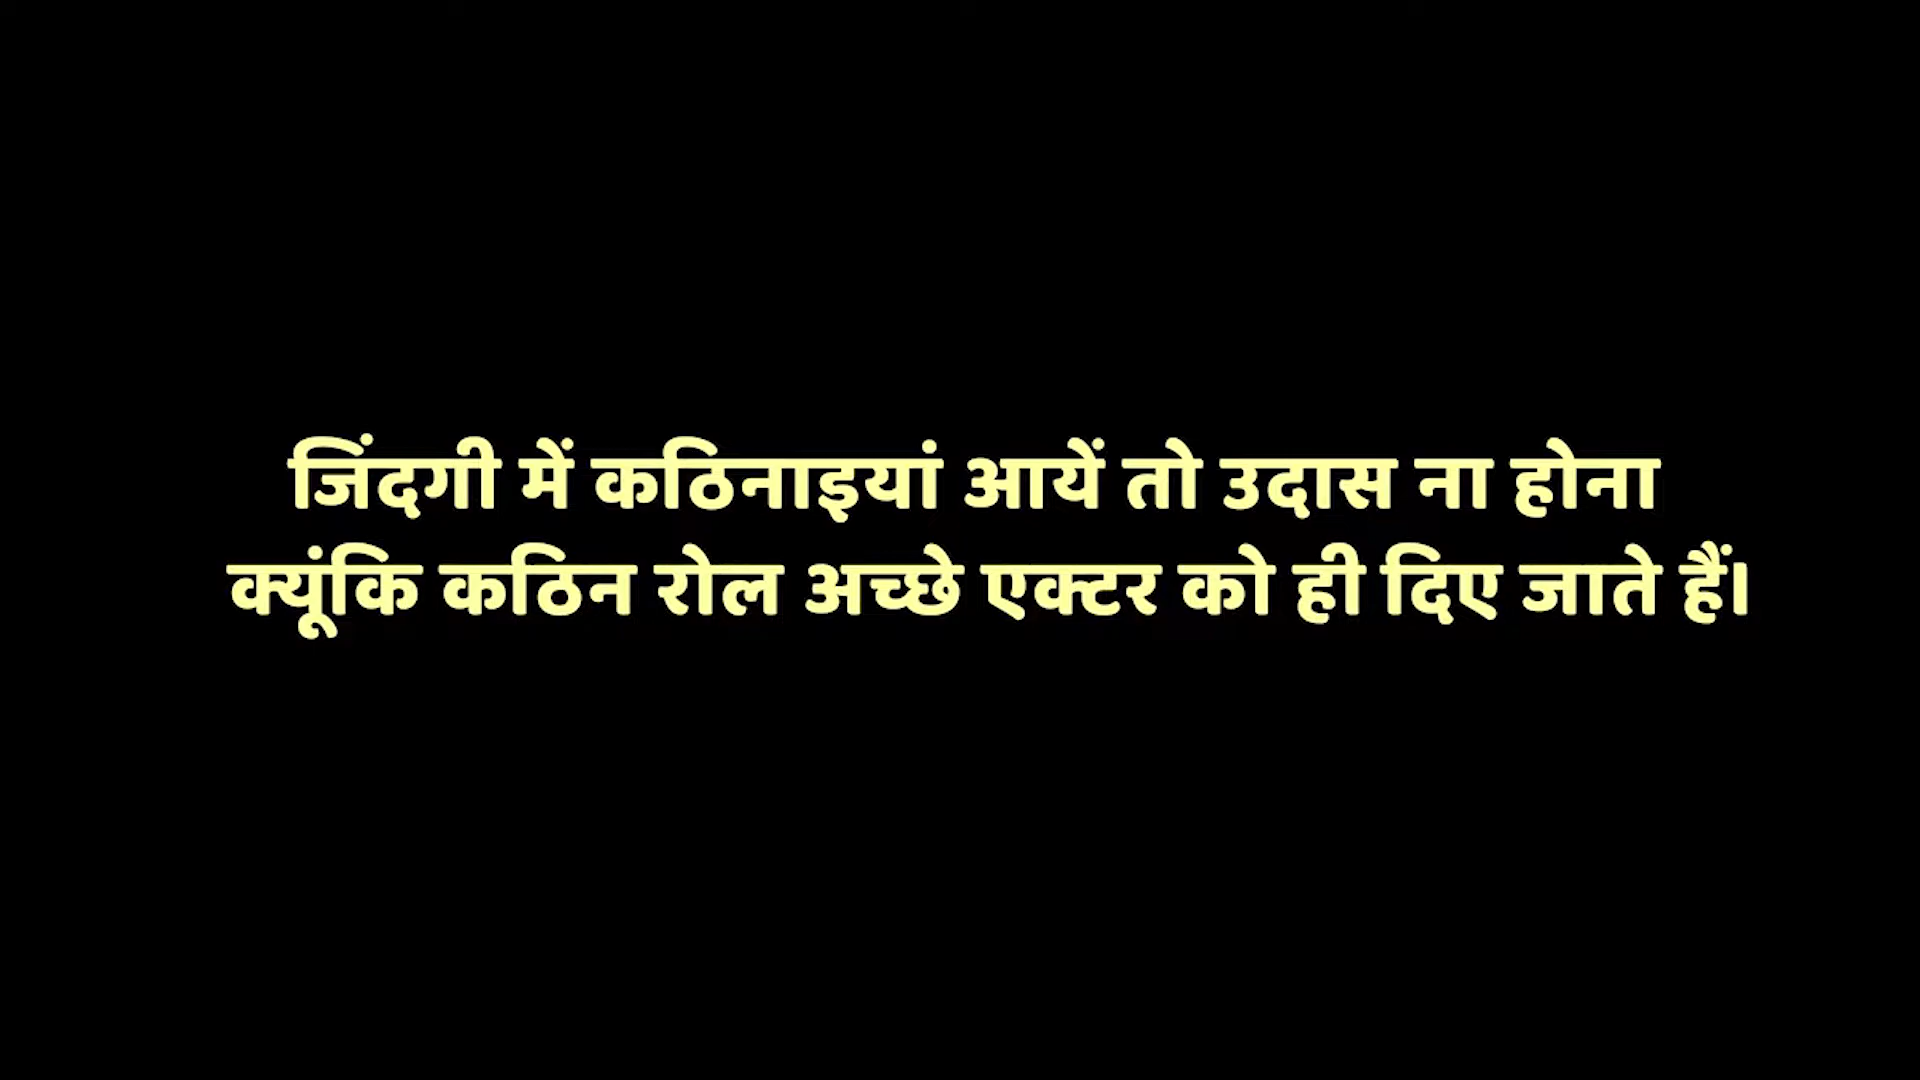 जिंदगी में कठिनाइयां आयें तो उदास ना होना
क्यूंकि कठिन रोल अच्छे एक्टर को ही दिए जाते हैं।